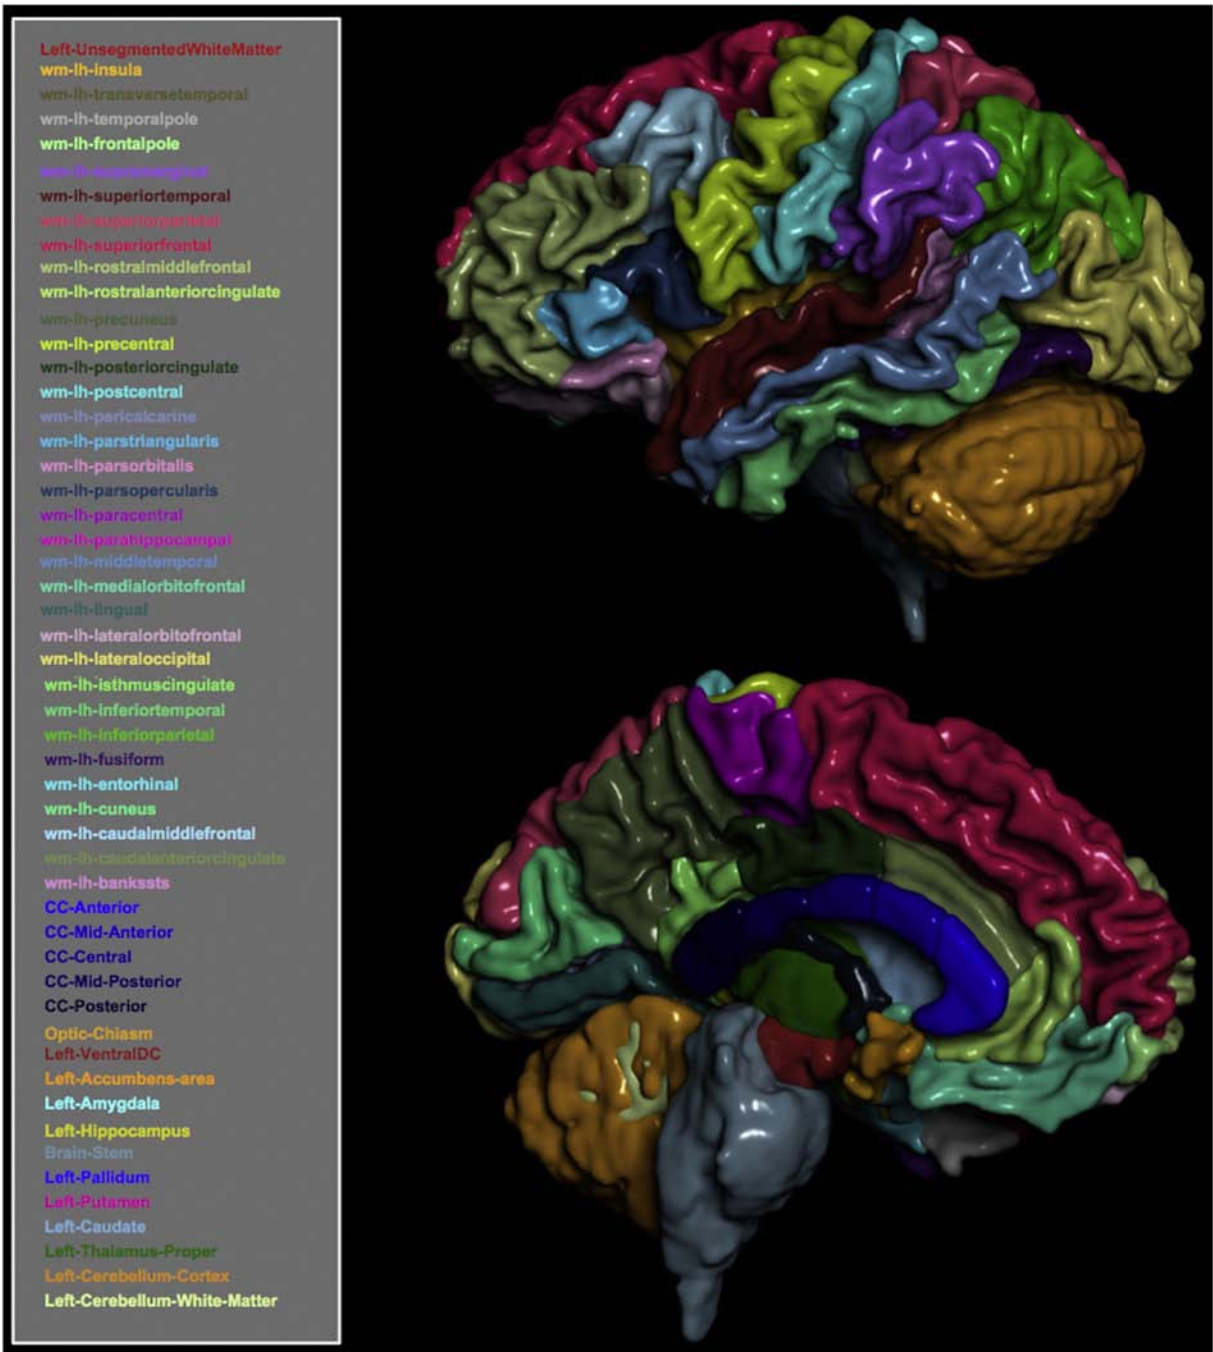 Left-UnsegmentedWhiteMatter
wm-lh-insula
wm-lh-transversetemporal
wm-lh-temporalpole
wm-lh-frontalpole
wm-lh-supramarginal
wm-lh-superiortemporal
wm-lh-superiorparietal
wm-lh-superiorfrontal
wm-lh-rostralmiddlefrontal
wm-lh-rostralanteriorcingulate
wm-lh-precuneus
wm-lh-precentral
wm-lh-posteriorcingulate
wm-lh-postcentral
wm-lh-pericalcarine
wm-lh-parstriangularis
wm-lh-parsorbitalis
wm-lh-parsopercularis
wm-lh-paracentral
wm-lh-parahippocampal
wm-lh-middletemporal
wm-lh-medialorbitofrontal
wm-lh-lingual
wm-lh-lateralorbitofrontal
wm-lh-lateraloccipital
wm-lh-isthmuscingulate
wm-lh-inferiortemporal
wm-lh-inferiorparietal
wm-lh-fusiform
wm-lh-entorhinal
wm-lh-cuneus
wm-lh-caudalmiddlefrontal
wm-lh-caudalanteriorcingulate
wm-lh-bankssts
CC-Anterior
CC-Mid-Anterior
CC-Central
CC-Mid-Posterior
CC-Posterior
Optic-Chiasm
Left-VentralDC
Left-Accumbens-area
Left-Amygdala
Left-Hippocampus
Brain-Stem
Left-Pallidum
Left-Putamen
Left-Caudate
Left-Thalamus-Proper
Left-Cerebellum-Cortex
Left-Cerebellum-White-Matter